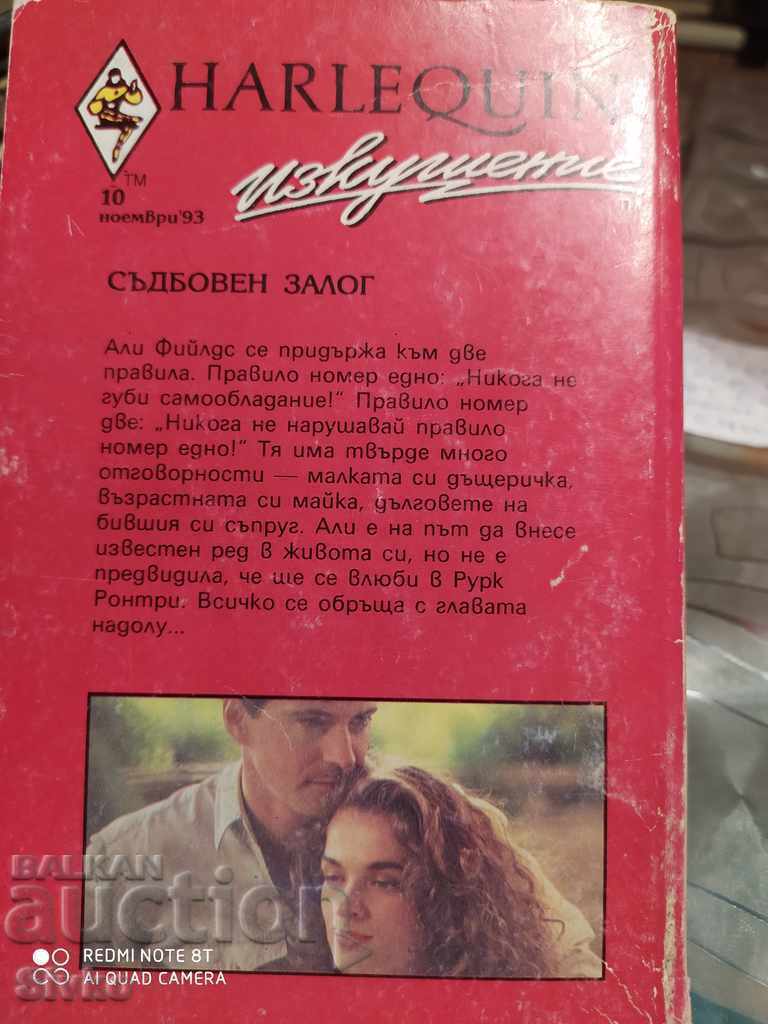 HARLEQUIN
изкушение
TM
10
ноември'93
СЪДБОВЕН ЗАЛОГ
Али Фийлдс се придържа към две
правила. Правило номер едно: „Никога не
губи самообладание!" Правило номер
две: „Никога не нарушавай правило
номер едно!" Тя има твърде много
отговорности — малката си дъщеричка,
възрастната си майка, дълговете на
бившия си съпруг. Али е на път да внесе
известен ред в живота си, но не е
предвидила, че ще се влюби в Рурк
Ронтри. Всичко се обръща с главата
надолу...
BALKAN
auction
REDMI NOTE 8T
AI QUAD CAMERA
Sivko